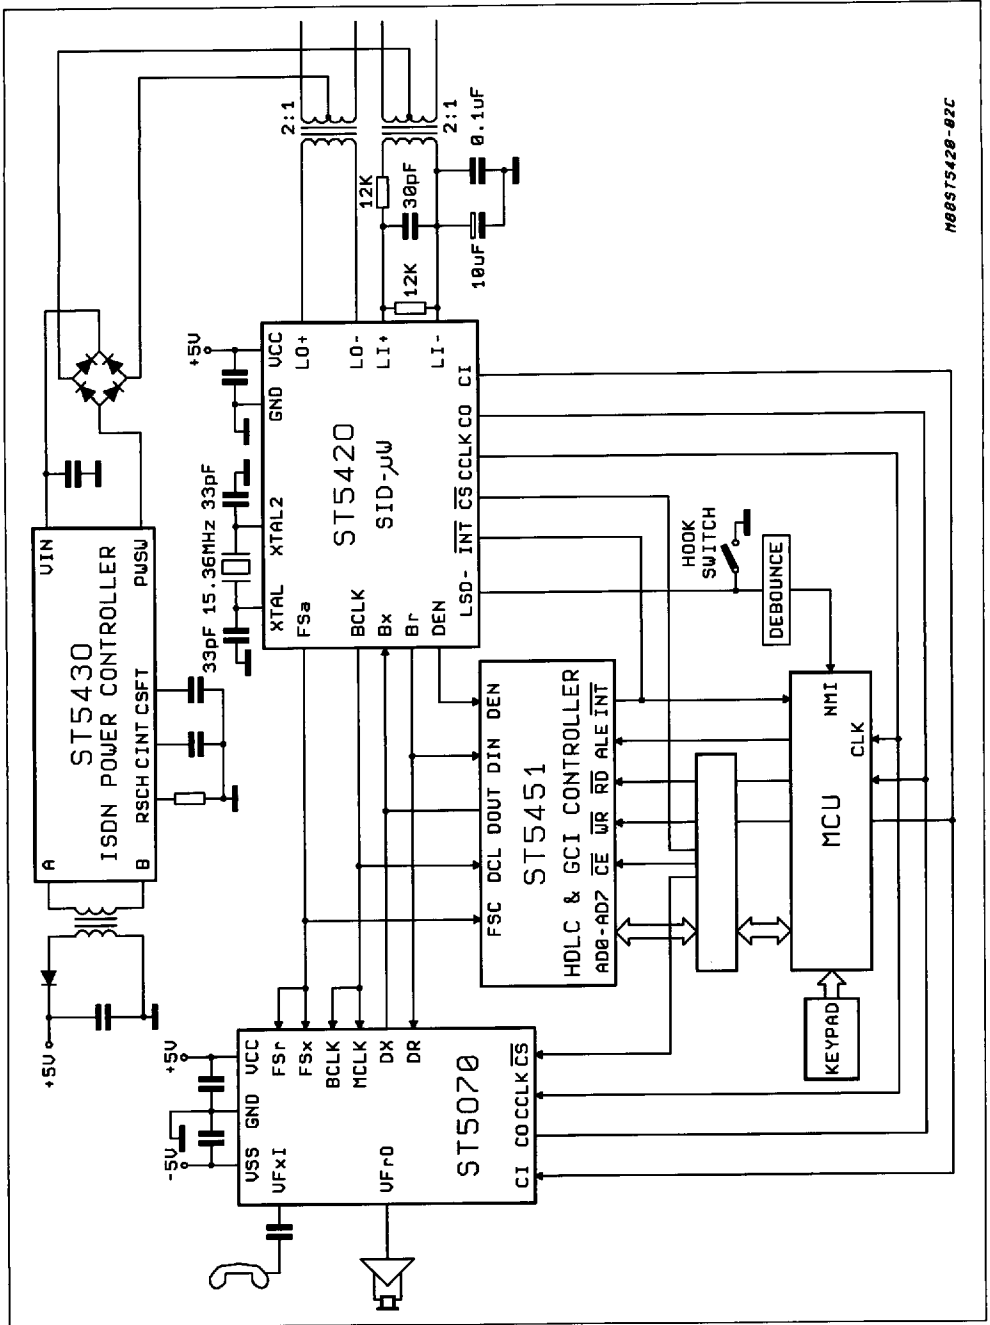 +5V
A
B
ST5430
ISDN POWER CONTROLLER
RSCH
CINT
CSFT
VIN
PWSW
2:1
2:1
12K
30pF
12K
10uF
0.1uF
+5V
33pF
15.36MHz
33pF
XTAL
XTAL2
GND
VCC
FSa
BCLK
Bx
Br
DEN
ST5420
SID-µW
LO+
LO-
LI+
LI-
LSD-
INT
CS
CCLK
CO
CI
-5V
+5V
VSS
GND
VCC
VFxI
VFrO
FSr
FSx
BCLK
MCLK
DX
DR
ST5070
CI
CO
CCLK
CS
FSC
DCL
DOUT
DIN
DEN
ST5451
HDLC & GCI CONTROLLER
AD0-AD7
CE
WR
RD
ALE
INT
HOOK
SWITCH
DEBOUNCE
NMI
MCU
CLK
KEYPAD
M88ST5420-02C